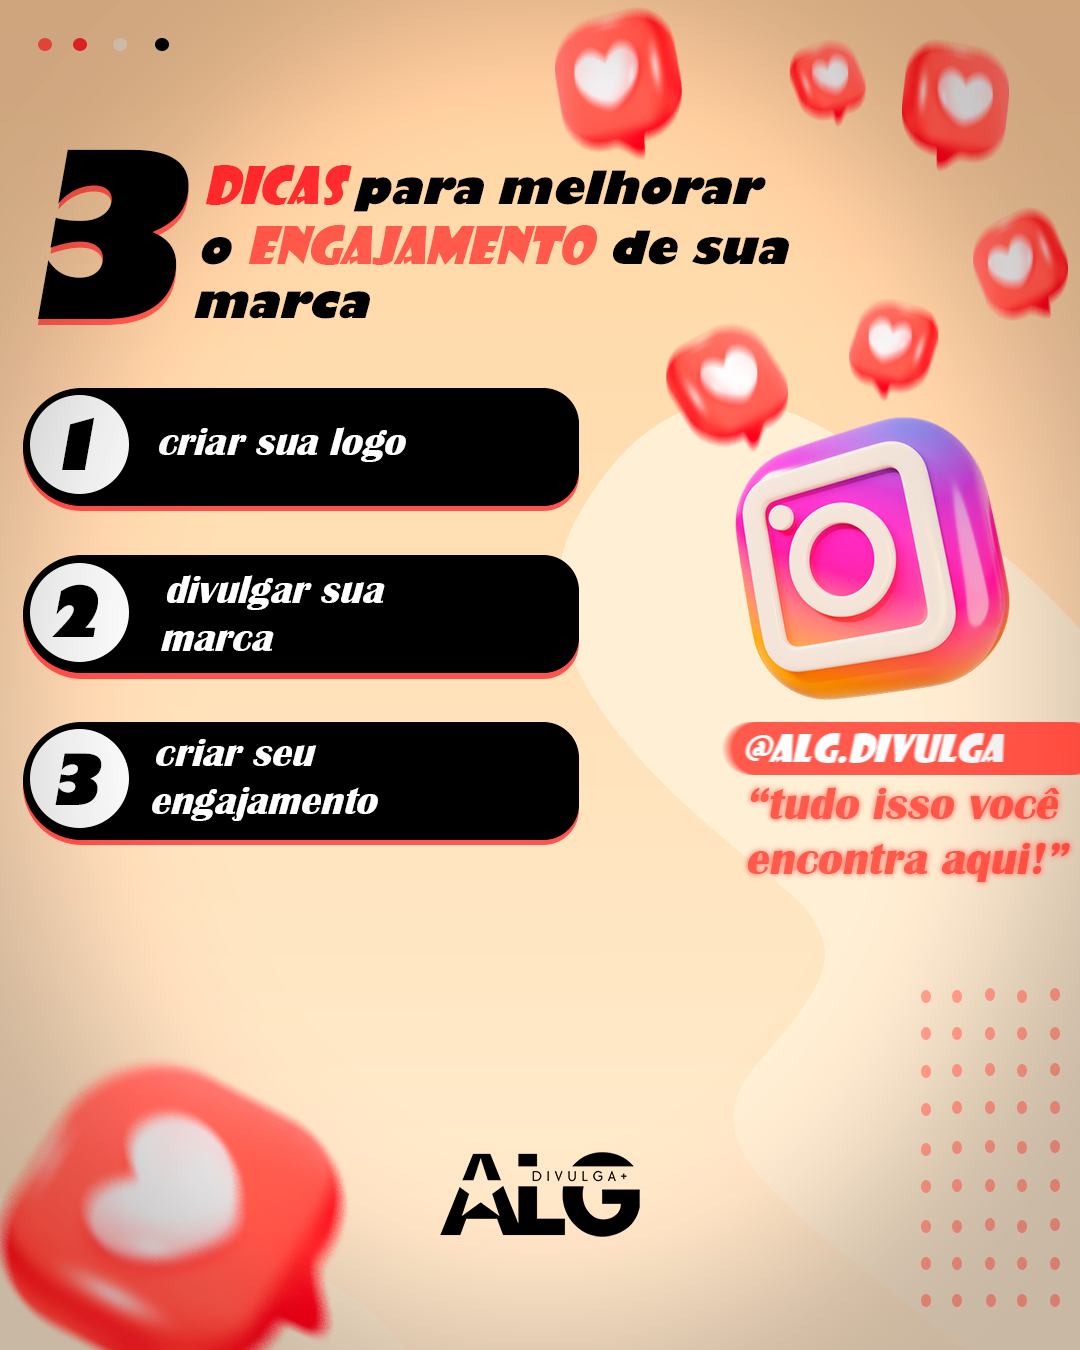 3 DICAS para melhorar
o ENGAJAMENTO de sua
marca
1 criar sua logo
2 divulgar sua
marca
3 criar seu
engajamento
@ALG.DIVULGA
“tudo isso você
encontra aqui!”
ALG
DIVULGA+